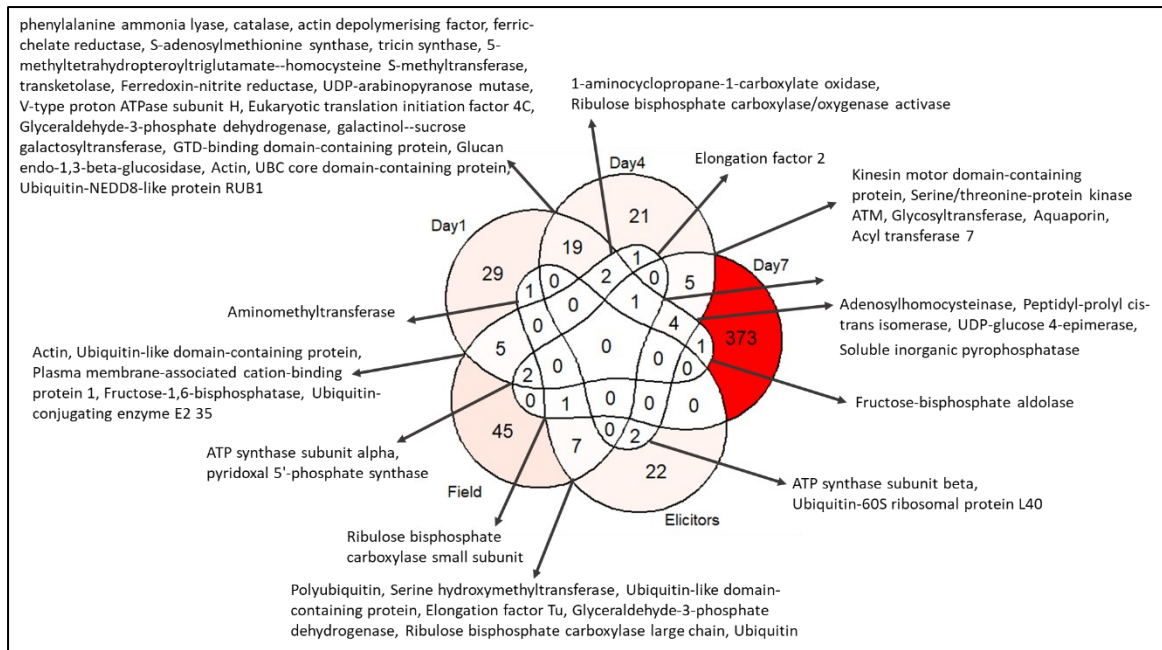 phenylalanine ammonia lyase, catalase, actin depolymerising factor, ferric-
chelate reductase, S-adenosylmethionine synthase, tricin synthase, 5-
methyltetrahydropteroyltriglutamate--homocysteine S-methyltransferase,
transketolase, Ferredoxin-nitrite reductase, UDP-arabinopyranose mutase,
V-type proton ATPase subunit H, Eukaryotic translation initiation factor 4C,
Glyceraldehyde-3-phosphate dehydrogenase, galactinol--sucrose
galactosyltransferase, GTD-binding domain-containing protein, Glucan
endo-1,3-beta-glucosidase, Actin, UBC core domain-containing protein,
Ubiquitin-NEDD8-like protein RUB1
1-aminocyclopropane-1-carboxylate oxidase,
Ribulose bisphosphate carboxylase/oxygenase activase
Elongation factor 2
Kinesin motor domain-containing
protein, Serine/threonine-protein kinase
ATM, Glycosyltransferase, Aquaporin,
Acyl transferase 7
Day4
21
Day1
29
19
1
0
2
0
5
Day7
373
1
0
0
1
4
1
Adenosylhomocysteinase, Peptidyl-prolyl cis-
trans isomerase, UDP-glucose 4-epimerase,
Soluble inorganic pyrophosphatase
Aminomethyltransferase
0
0
5
0
0
0
0
2
0
Fructose-bisphosphate aldolase
Actin, Ubiquitin-like domain-containing protein,
Plasma membrane-associated cation-binding
protein 1, Fructose-1,6-bisphosphatase, Ubiquitin-
conjugating enzyme E2 35
0
1
0
0
0
0
45
7
0
2
22
ATP synthase subunit alpha,
pyridoxal 5'-phosphate synthase
Field
Elicitors
ATP synthase subunit beta,
Ubiquitin-60S ribosomal protein L40
Ribulose bisphosphate
carboxylase small subunit
Polyubiquitin, Serine hydroxymethyltransferase, Ubiquitin-like domain-
containing protein, Elongation factor Tu, Glyceraldehyde-3-phosphate
dehydrogenase, Ribulose bisphosphate carboxylase large chain, Ubiquitin